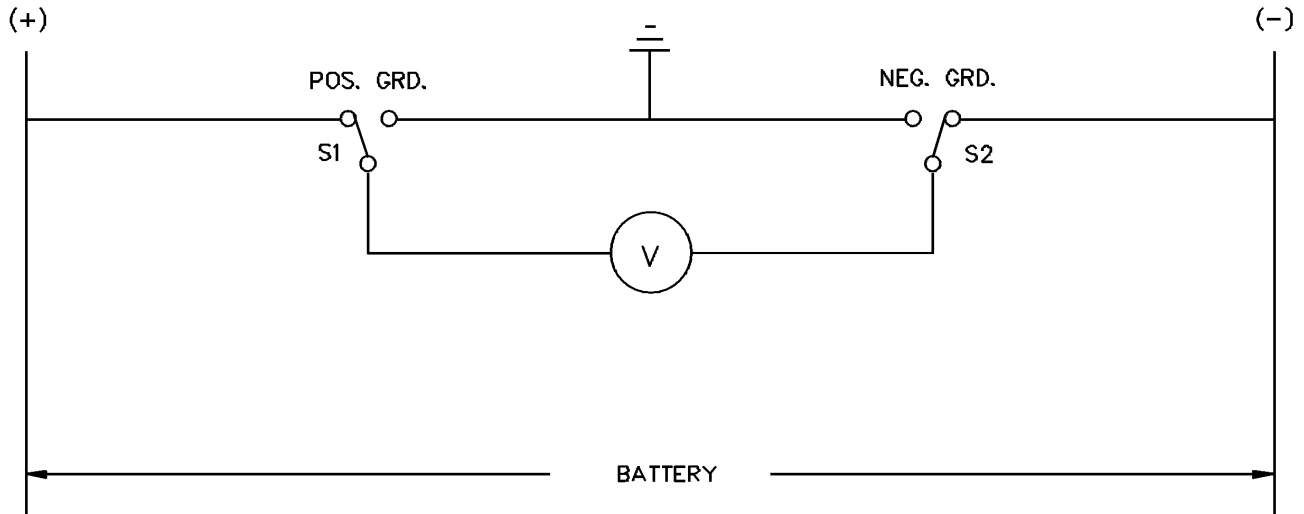 (+)
(-)
POS. GRD.
NEG. GRD.
S1
S2
V
BATTERY